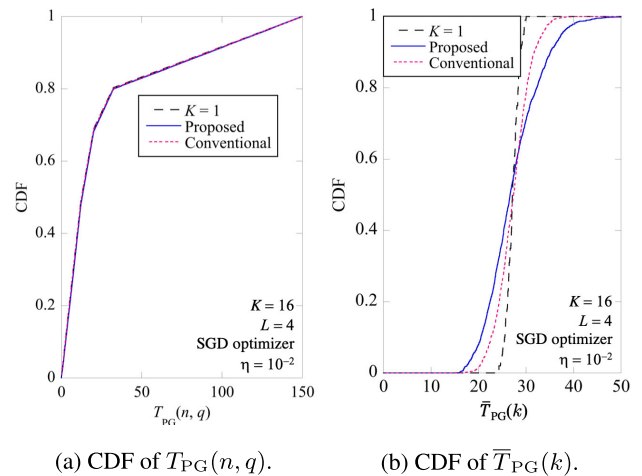 1
0.8
0.6
0.4
0.2
0
CDF
K = 1
Proposed
Conventional
K = 16
L = 4
SGD optimizer
η = 10⁻²
0 50 100 150
T_PG(n, q)
(a) CDF of T_PG(n, q).
1
0.8
0.6
0.4
0.2
0
CDF
K = 1
Proposed
Conventional
K = 16
L = 4
SGD optimizer
η = 10⁻²
0 10 20 30 40 50
T̅_PG(k)
(b) CDF of T̅_PG(k).